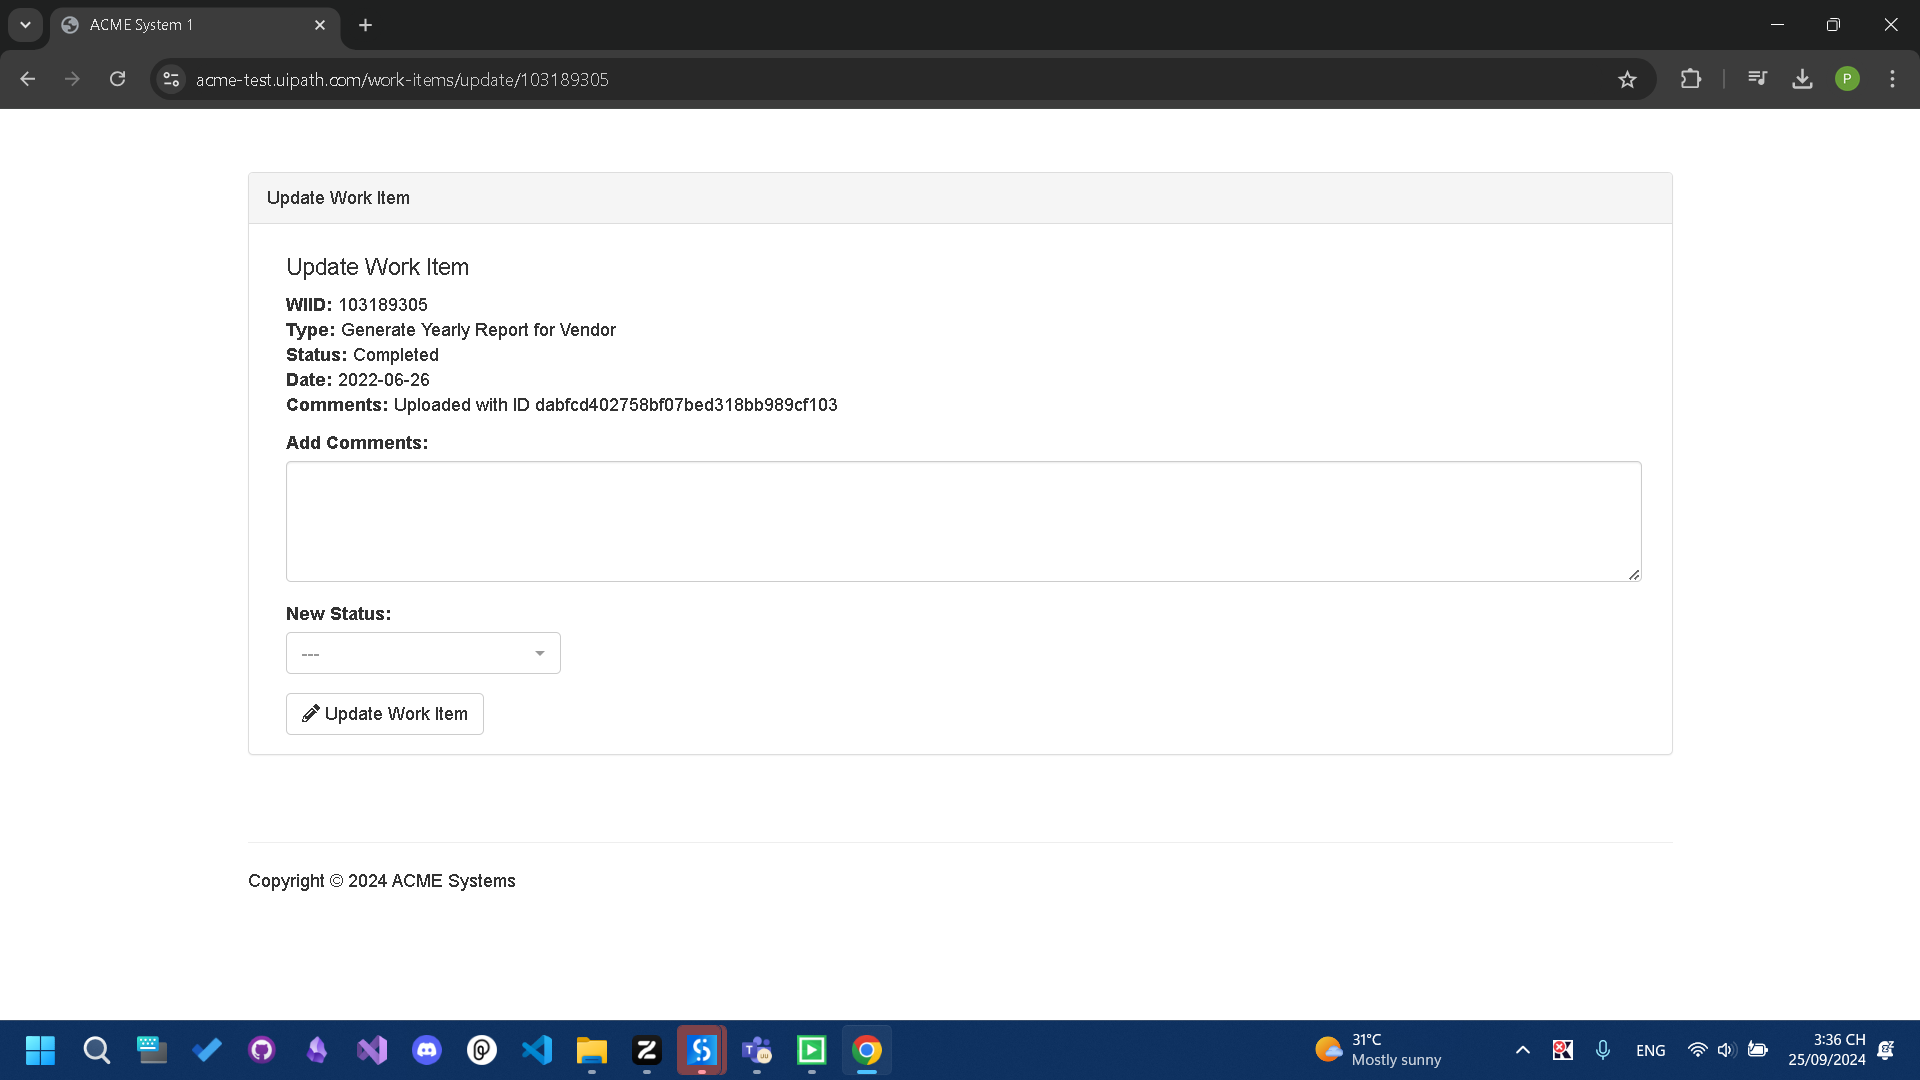 ACME System 1
acme-test.uipath.com/work-items/update/103189305
P
Update Work Item
Update Work Item
WIID: 103189305
Type: Generate Yearly Report for Vendor
Status: Completed
Date: 2022-06-26
Comments: Uploaded with ID dabfcd402758bf07bed318bb989cf103
Add Comments:
New Status:
---
Update Work Item
Copyright © 2024 ACME Systems
31°C
Mostly sunny
ENG
3:36 CH
25/09/2024